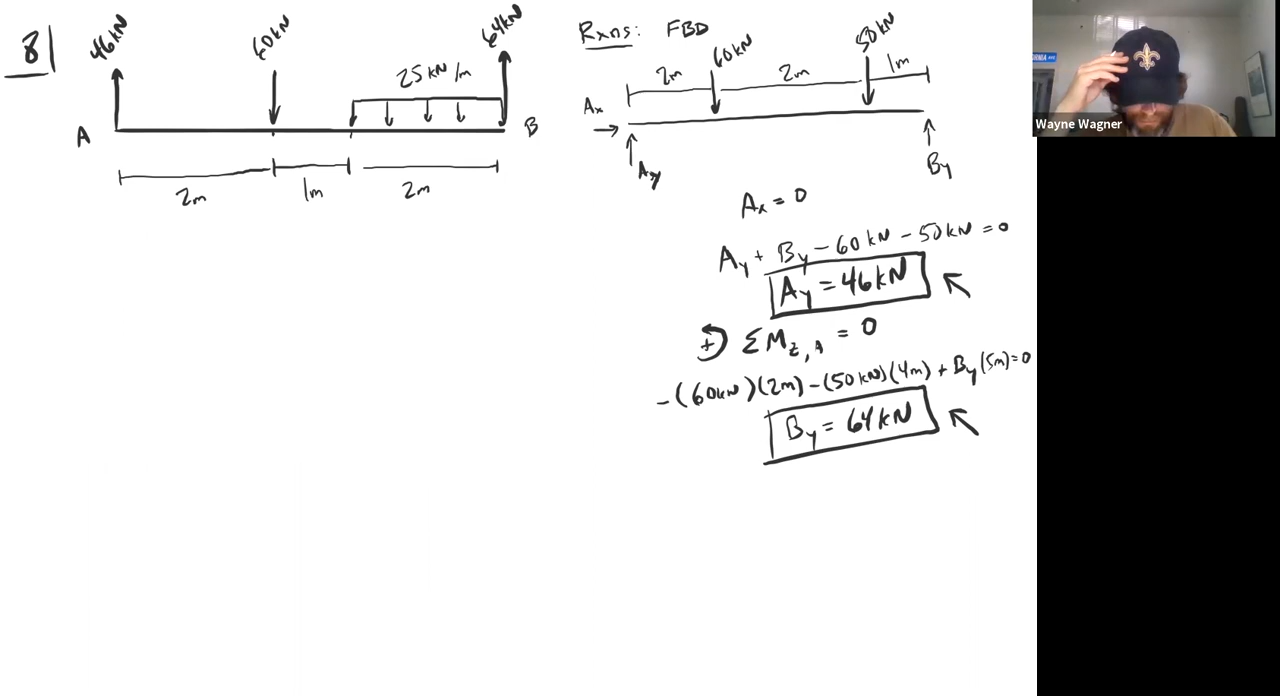 8
46kN
60kN
64kN
25 kN/m
A
B
2m
1m
2m
Rxns: FBD
60kN
50kN
2m
2m
1m
Ax
Ay
By
Ax = 0
Ay + By - 60 kN - 50 kN = 0
Ay = 46 kN
+ ΣMz,A = 0
-(60kN)(2m) - (50 kN)(4m) + By(5m) = 0
By = 64 kN
Wayne Wagner